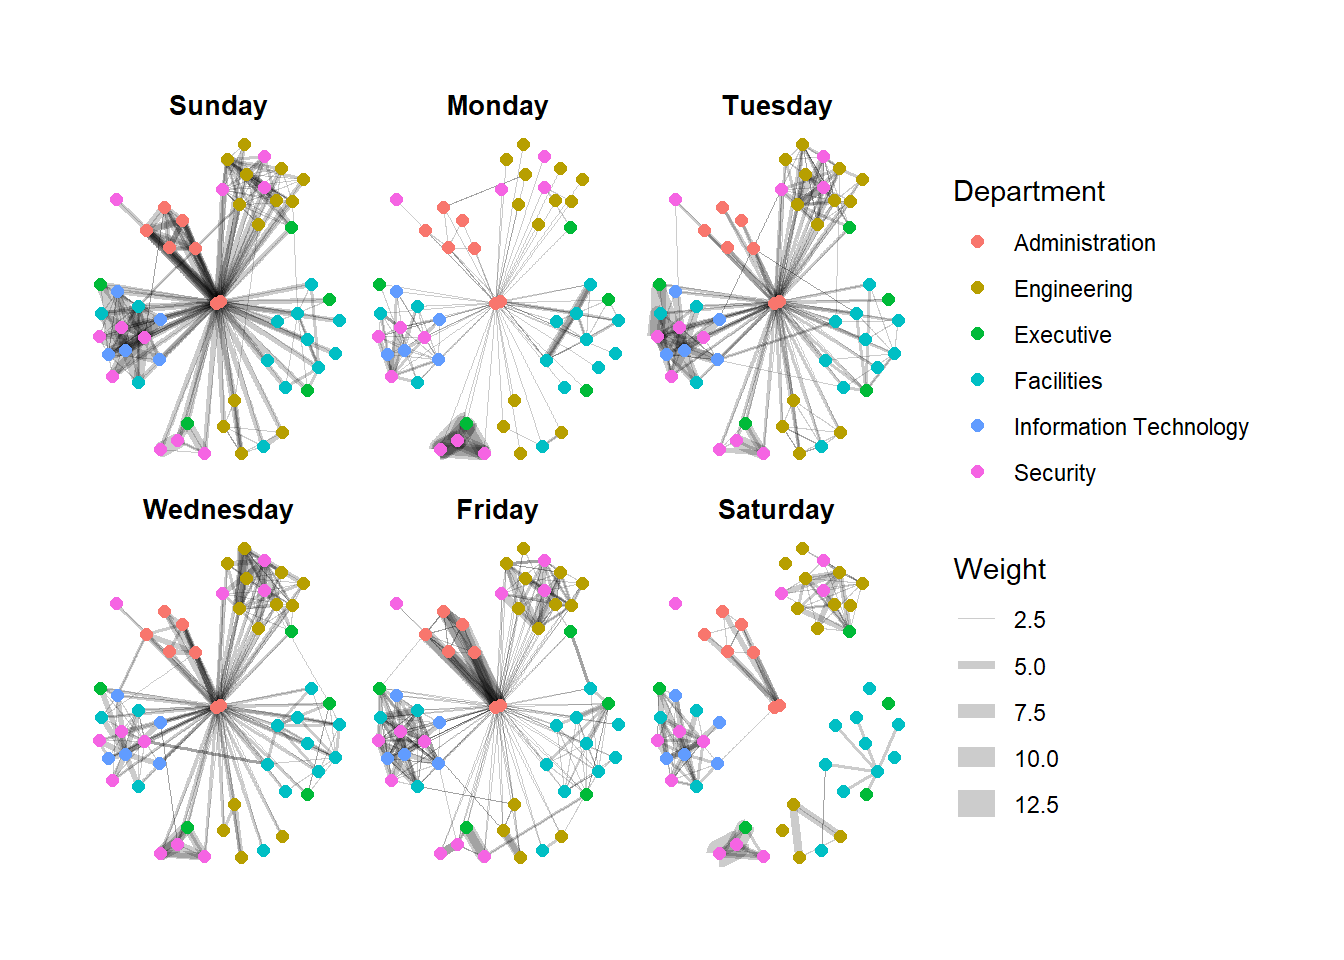 Sunday
Monday
Tuesday
Wednesday
Friday
Saturday
Department
Administration
Engineering
Executive
Facilities
Information Technology
Security
Weight
2.5
5.0
7.5
10.0
12.5